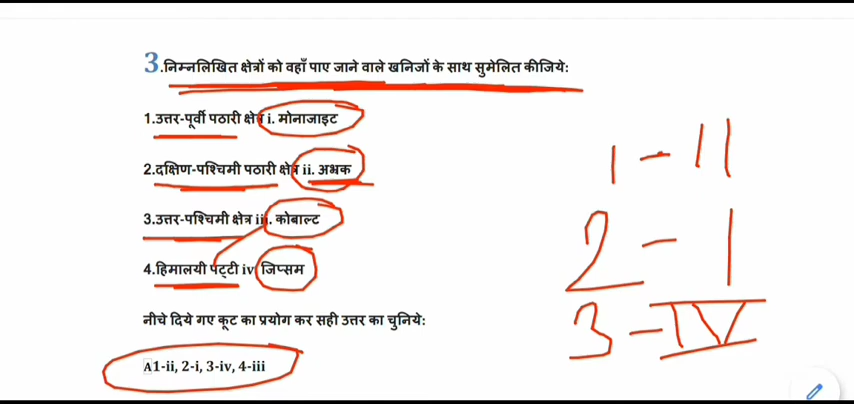 3.निम्नलिखित क्षेत्रों को वहाँ पाए जाने वाले खनिजों के साथ सुमेलित कीजिये:
1.उत्तर-पूर्वी पठारी क्षेत्र i. मोनाजाइट
2.दक्षिण-पश्चिमी पठारी क्षेत्र ii. अभ्रक
3.उत्तर-पश्चिमी क्षेत्र iii. कोबाल्ट
4.हिमालयी पट्टी iv जिप्सम
नीचे दिये गए कूट का प्रयोग कर सही उत्तर का चुनिये:
A1-ii, 2-i, 3-iv, 4-iii
1 - 11
2 - 1
3 - IV